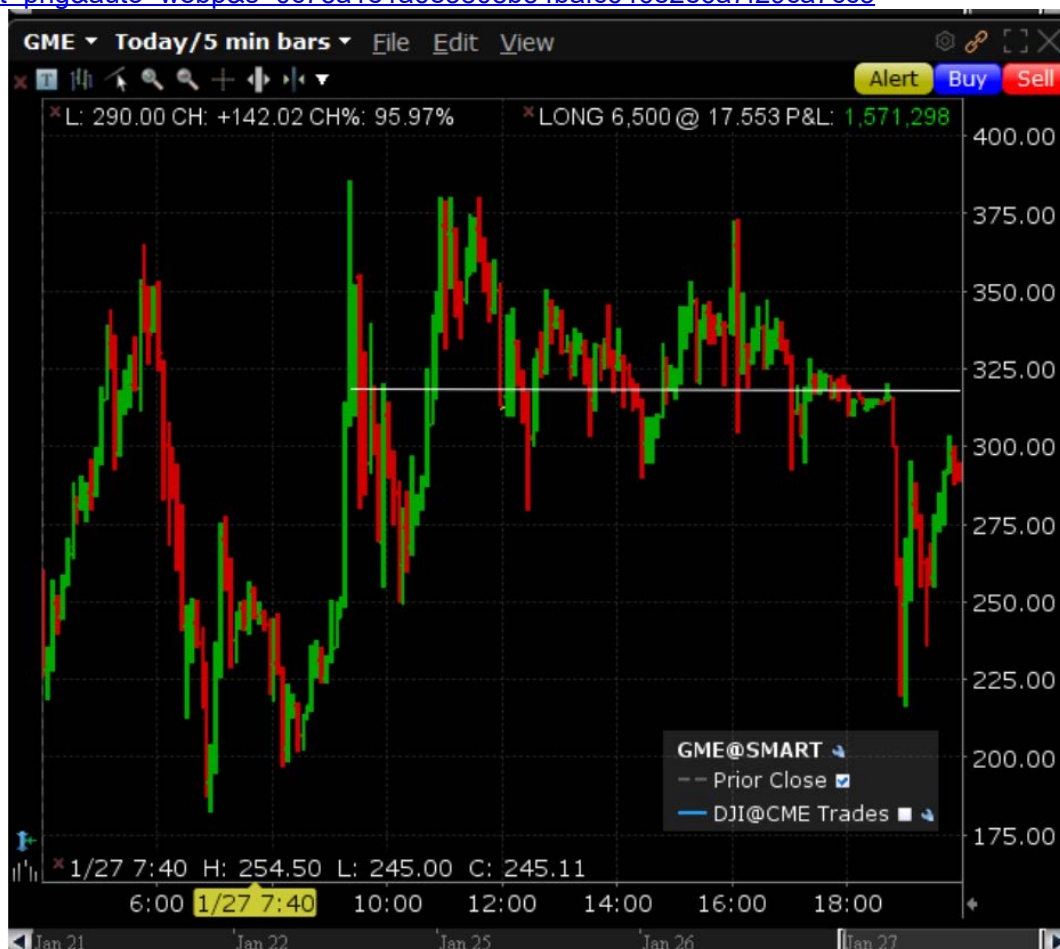 GME Today/5 min bars File Edit View
T Alert Buy Sell
L: 290.00 CH: +142.02 CH%: 95.97% LONG 6,500 @ 17.553 P&L: 1,571,298
400.00
375.00
350.00
325.00
300.00
275.00
250.00
225.00
200.00
175.00
GME@SMART
Prior Close
DJI@CME Trades
1/27 7:40 H: 254.50 L: 245.00 C: 245.11
6:00 1/27 7:40 10:00 12:00 14:00 16:00 18:00
Jan 21 Jan 22 Jan 25 Jan 26 Jan 27